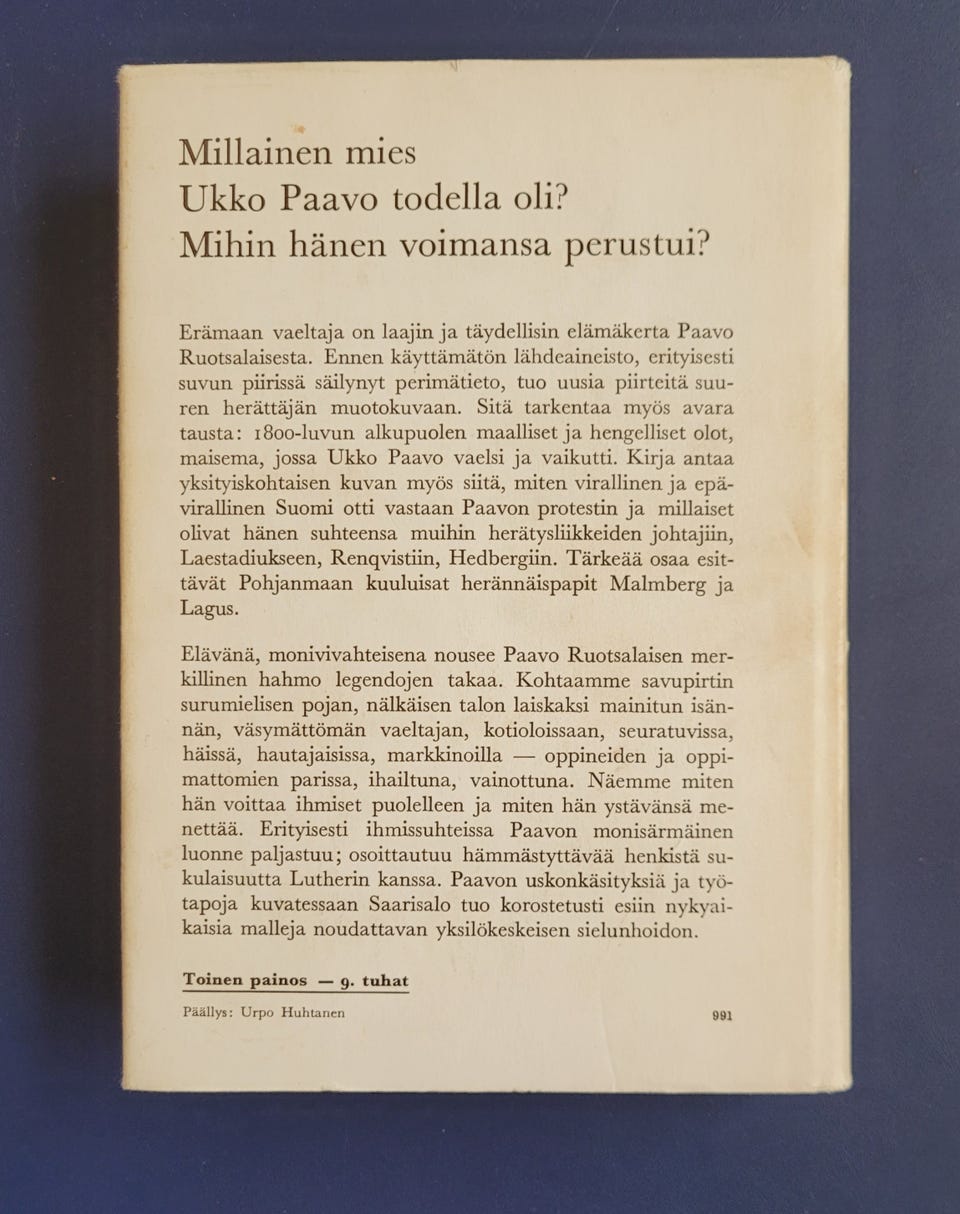 Millainen mies
Ukko Paavo todella oli?
Mihin hänen voimansa perustui?
Erämaan vaeltaja on laajin ja täydellisin elämäkerta Paavo
Ruotsalaisesta. Ennen käyttämätön lähdeaineisto, erityisesti
suvun piirissä säilynyt perimätieto, tuo uusia piirteitä suu-
ren herättäjän muotokuvaan. Sitä tarkentaa myös avara
tausta: 1800-luvun alkupuolen maalliset ja hengelliset olot,
maisema, jossa Ukko Paavo vaelsi ja vaikutti. Kirja antaa
yksityiskohtaisen kuvan myös siitä, miten virallinen ja epä-
virallinen Suomi otti vastaan Paavon protestin ja millaiset
olivat hänen suhteensa muihin herätysliikkeiden johtajiin,
Laestadiukseen, Renqvistiin, Hedbergiin. Tärkeää osaa esit-
tävät Pohjanmaan kuuluisat herännäispapit Malmberg ja
Lagus.
Elävänä, monivivahteisena nousee Paavo Ruotsalaisen mer-
killinen hahmo legendojen takaa. Kohtaamme savupirtin
surumielisen pojan, nälkäisen talon laiskaksi mainitun isän-
nän, väsymättömän vaeltajan, kotioloissaan, seuratuvissa,
häissä, hautajaisissa, markkinoilla — oppineiden ja oppi-
mattomien parissa, ihailtuna, vainottuna. Näemme miten
hän voittaa ihmiset puolelleen ja miten hän ystävänsä me-
nettää. Erityisesti ihmissuhteissa Paavon monisärmäinen
luonne paljastuu; osoittautuu hämmästyttävää henkistä su-
kulaisuutta Lutherin kanssa. Paavon uskonkäsityksiä ja työ-
tapoja kuvatessaan Saarisalo tuo korostetusti esiin nykyai-
kaisia malleja noudattavan yksilökeskeisen sielunhoidon.
Toinen painos — 9. tuhat
Päällys: Urpo Huhtanen
991